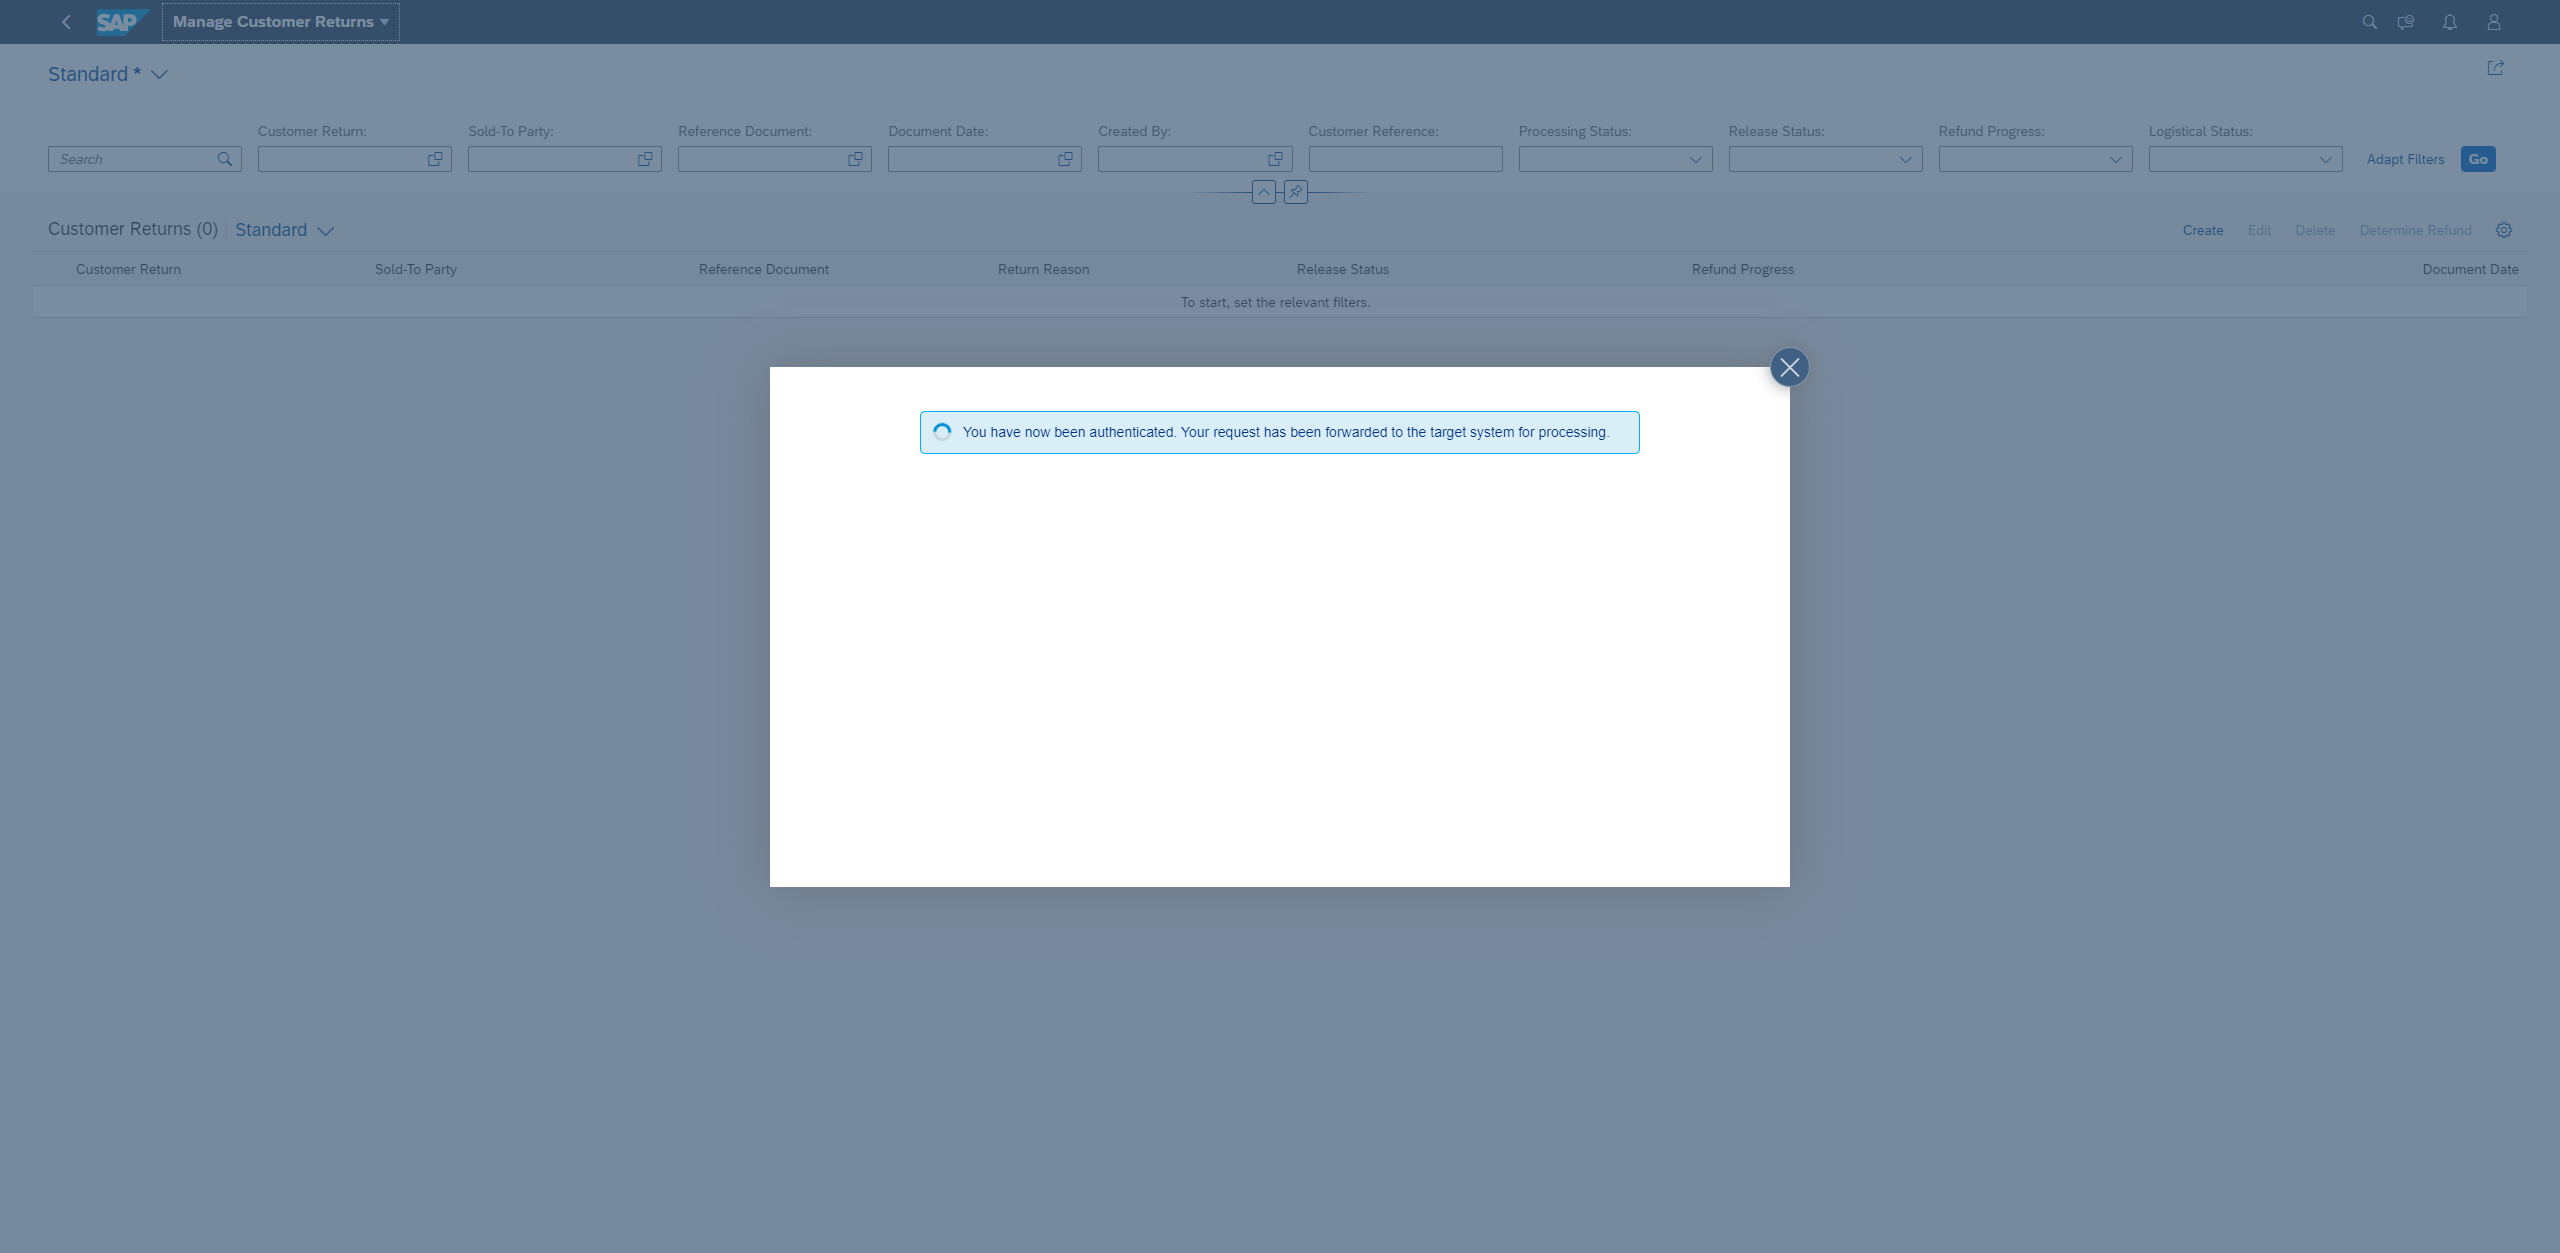 SAP Manage Customer Returns
Standard *
Customer Return: Sold-To Party: Reference Document: Document Date: Created By: Customer Reference: Processing Status: Release Status: Refund Progress: Logistical Status:
Search Adapt Filters Go
Customer Returns (0) Standard Create Edit Delete Determine Refund
Customer Return Sold-To Party Reference Document Return Reason Release Status Refund Progress Document Date
To start, set the relevant filters.
You have now been authenticated. Your request has been forwarded to the target system for processing.